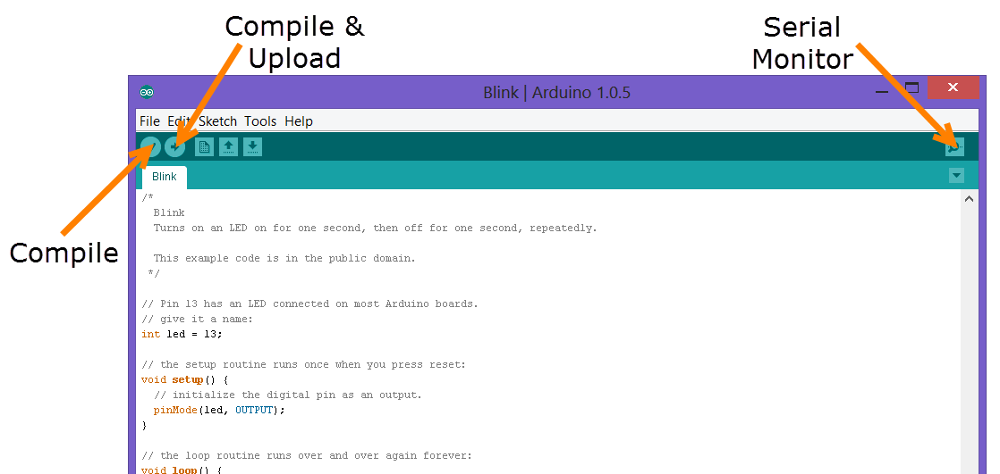 Compile &
Upload
Serial
Monitor
Blink | Arduino 1.0.5
File Edit Sketch Tools Help
Blink
/*
Blink
Turns on an LED on for one second, then off for one second, repeatedly.
This example code is in the public domain.
*/
Compile
// Pin 13 has an LED connected on most Arduino boards.
// give it a name:
int led = 13;
// the setup routine runs once when you press reset:
void setup() {
// initialize the digital pin as an output.
pinMode(led, OUTPUT);
}
// the loop routine runs over and over again forever:
void loop() {